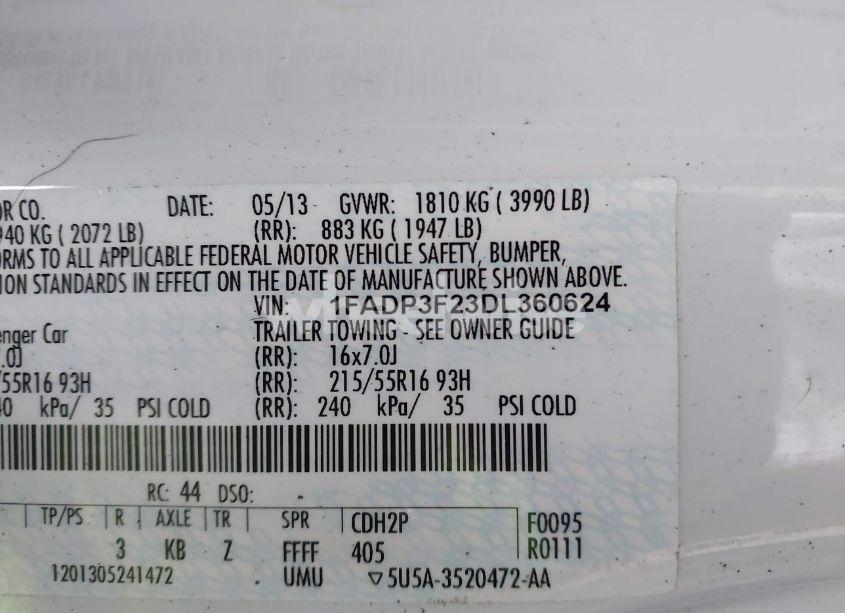 OR CO. DATE: 05/13 GVWR: 1810 KG ( 3990 LB)
940 KG ( 2072 LB) (RR): 883 KG ( 1947 LB)
ORMS TO ALL APPLICABLE FEDERAL MOTOR VEHICLE SAFETY, BUMPER,
ION STANDARDS IN EFFECT ON THE DATE OF MANUFACTURE SHOWN ABOVE.
VIN: 1FADP3F23DL360624
enger Car TRAILER TOWING - SEE OWNER GUIDE
.0J (RR): 16x7.0J
/55R16 93H (RR): 215/55R16 93H
40 kPa/ 35 PSI COLD (RR): 240 kPa/ 35 PSI COLD
RC: 44 DSO: -
TP/PS R AXLE TR SPR CDH2P F0095
3 KB Z FFFF 405 R0111
1201305241472 UMU ▽5U5A-3520472-AA